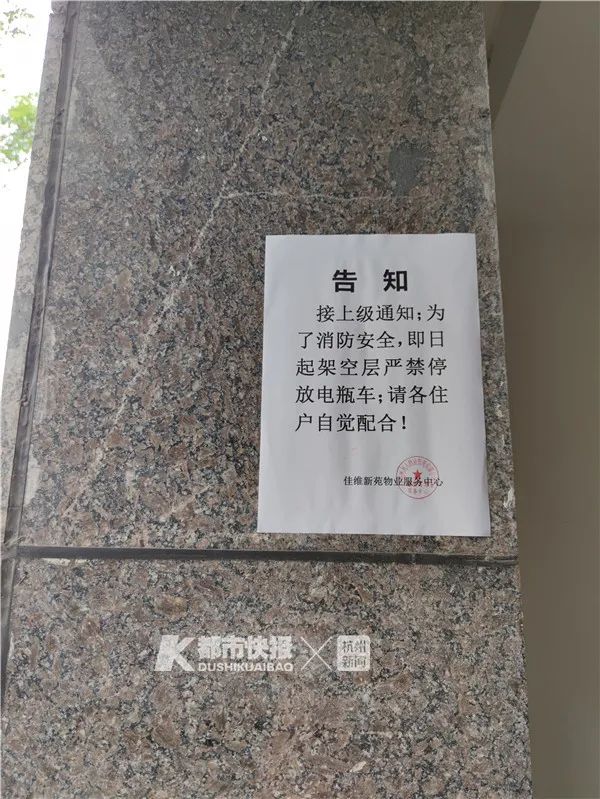 告 知
接上级通知；为
了消防安全，即日
起架空层严禁停
放电瓶车；请各住
户自觉配合！
佳维新苑物业服务中心
都市快报
DUSHIKUAIBAO
杭州
新闻